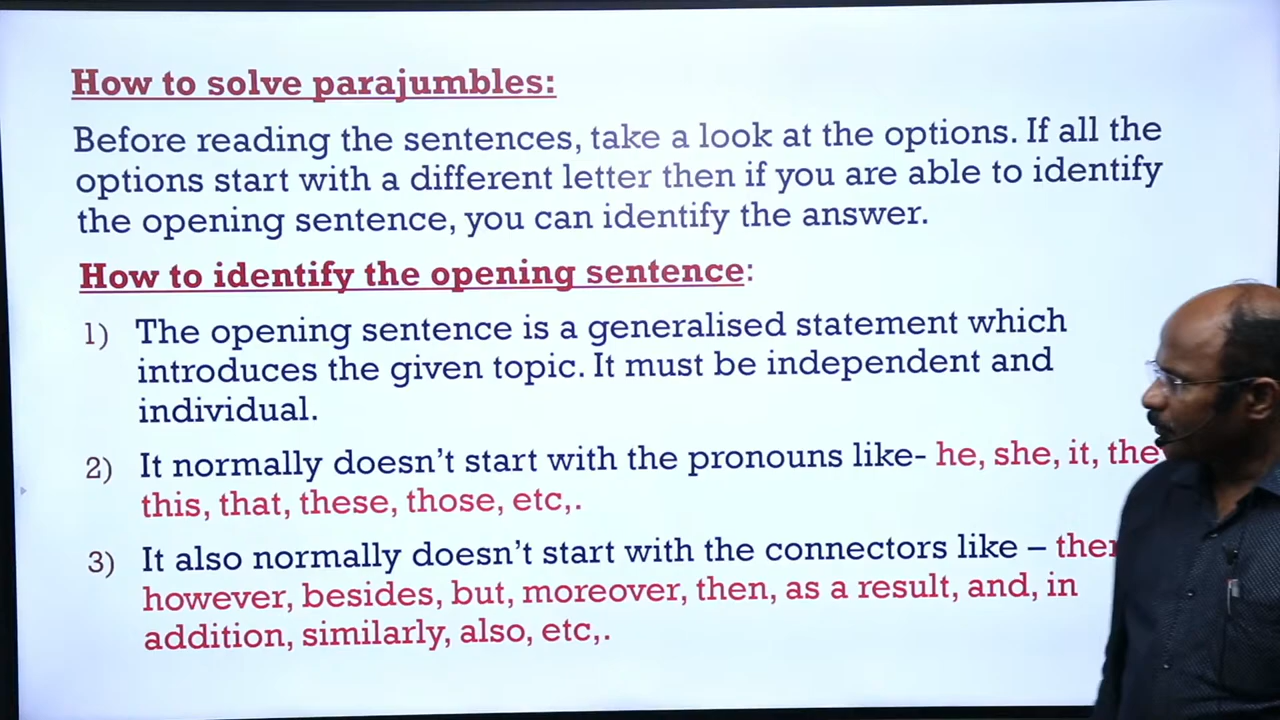 How to solve parajumbles:
Before reading the sentences, take a look at the options. If all the
options start with a different letter then if you are able to identify
the opening sentence, you can identify the answer.
How to identify the opening sentence:
1) The opening sentence is a generalised statement which
introduces the given topic. It must be independent and
individual.
2) It normally doesn't start with the pronouns like- he, she, it,
this, that, these, those, etc,.
3) It also normally doesn't start with the connectors like –
however, besides, but, moreover, then, as a result, and, in
addition, similarly, also, etc,.